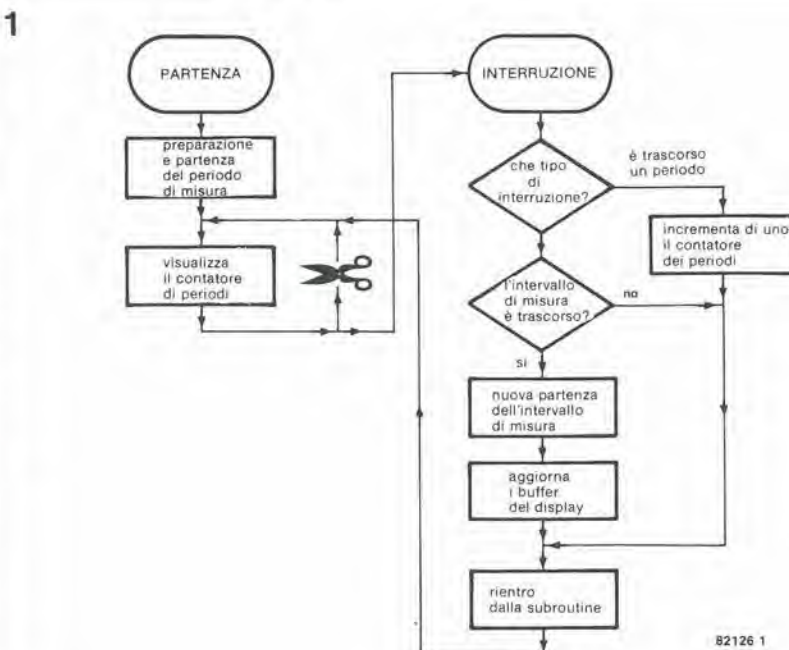 1
PARTENZA
preparazione
e partenza
del periodo
di misura
visualizza
il contatore
di periodi
INTERRUZIONE
che tipo
di
interruzione?
é trascorso
un periodo
incrementa di uno
il contatore
dei periodi
l'intervallo
di misura
è trascorso?
no
si
nuova partenza
dell'intervallo
di misura
aggiorna
i buffer
del display
rientro
dalla subroutine
82126 1